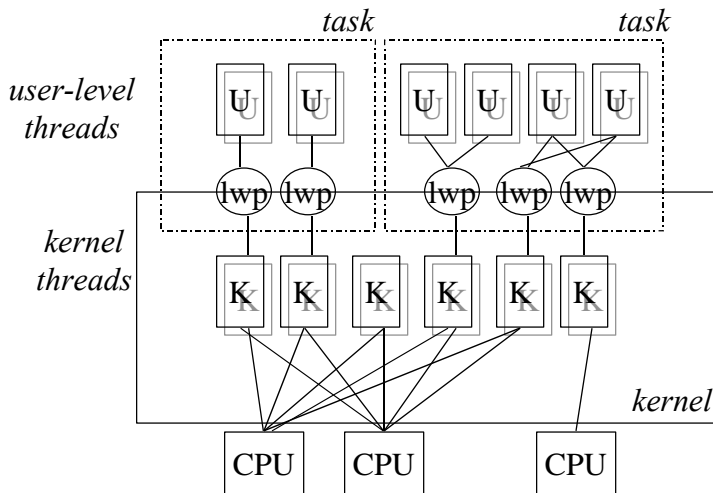 task task
user-level
threads
U U U U U U
lwp lwp lwp lwp lwp
kernel
threads
K K K K K K
kernel
CPU CPU CPU